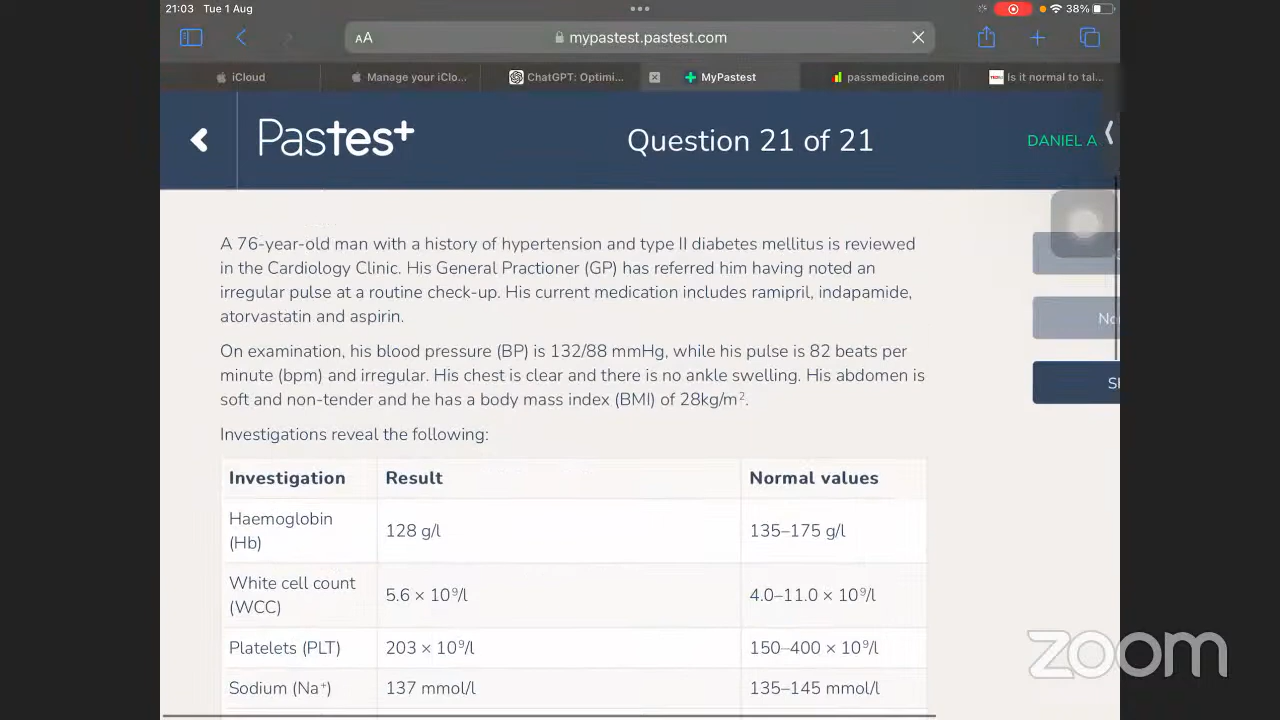 21:03 Tue 1 Aug
38%
AA mypastest.pastest.com
iCloud Manage your iClo... ChatGPT: Optimi... MyPastest passmedicine.com Is it normal to tal...
Pastest+ Question 21 of 21 DANIEL A
A 76-year-old man with a history of hypertension and type II diabetes mellitus is reviewed
in the Cardiology Clinic. His General Practioner (GP) has referred him having noted an
irregular pulse at a routine check-up. His current medication includes ramipril, indapamide,
atorvastatin and aspirin.
No
On examination, his blood pressure (BP) is 132/88 mmHg, while his pulse is 82 beats per
minute (bpm) and irregular. His chest is clear and there is no ankle swelling. His abdomen is
soft and non-tender and he has a body mass index (BMI) of 28kg/m².
Investigations reveal the following:
Investigation Result Normal values
Haemoglobin
(Hb) 128 g/l 135–175 g/l
White cell count
(WCC) 5.6 × 10⁹/l 4.0–11.0 × 10⁹/l
Platelets (PLT) 203 × 10⁹/l 150–400 × 10⁹/l
Sodium (Na⁺) 137 mmol/l 135–145 mmol/l
zoom